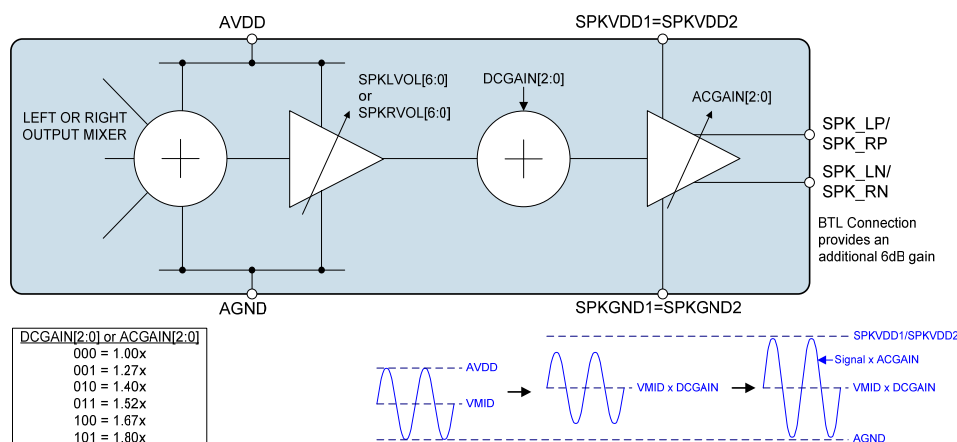 AVDD
SPKVDD1=SPKVDD2
LEFT OR RIGHT
OUTPUT MIXER
SPKLVOL[6:0]
or
SPKRVOL[6:0]
DCGAIN[2:0]
ACGAIN[2:0]
SPK_LP/
SPK_RP
SPK_LN/
SPK_RN
BTL Connection
provides an
additional 6dB gain
AGND
SPKGND1=SPKGND2
DCGAIN[2:0] or ACGAIN[2:0]
000 = 1.00x
001 = 1.27x
010 = 1.40x
011 = 1.52x
100 = 1.67x
101 = 1.80x
AVDD
VMID
VMID x DCGAIN
SPKVDD1/SPKVDD2
Signal x ACGAIN
VMID x DCGAIN
AGND